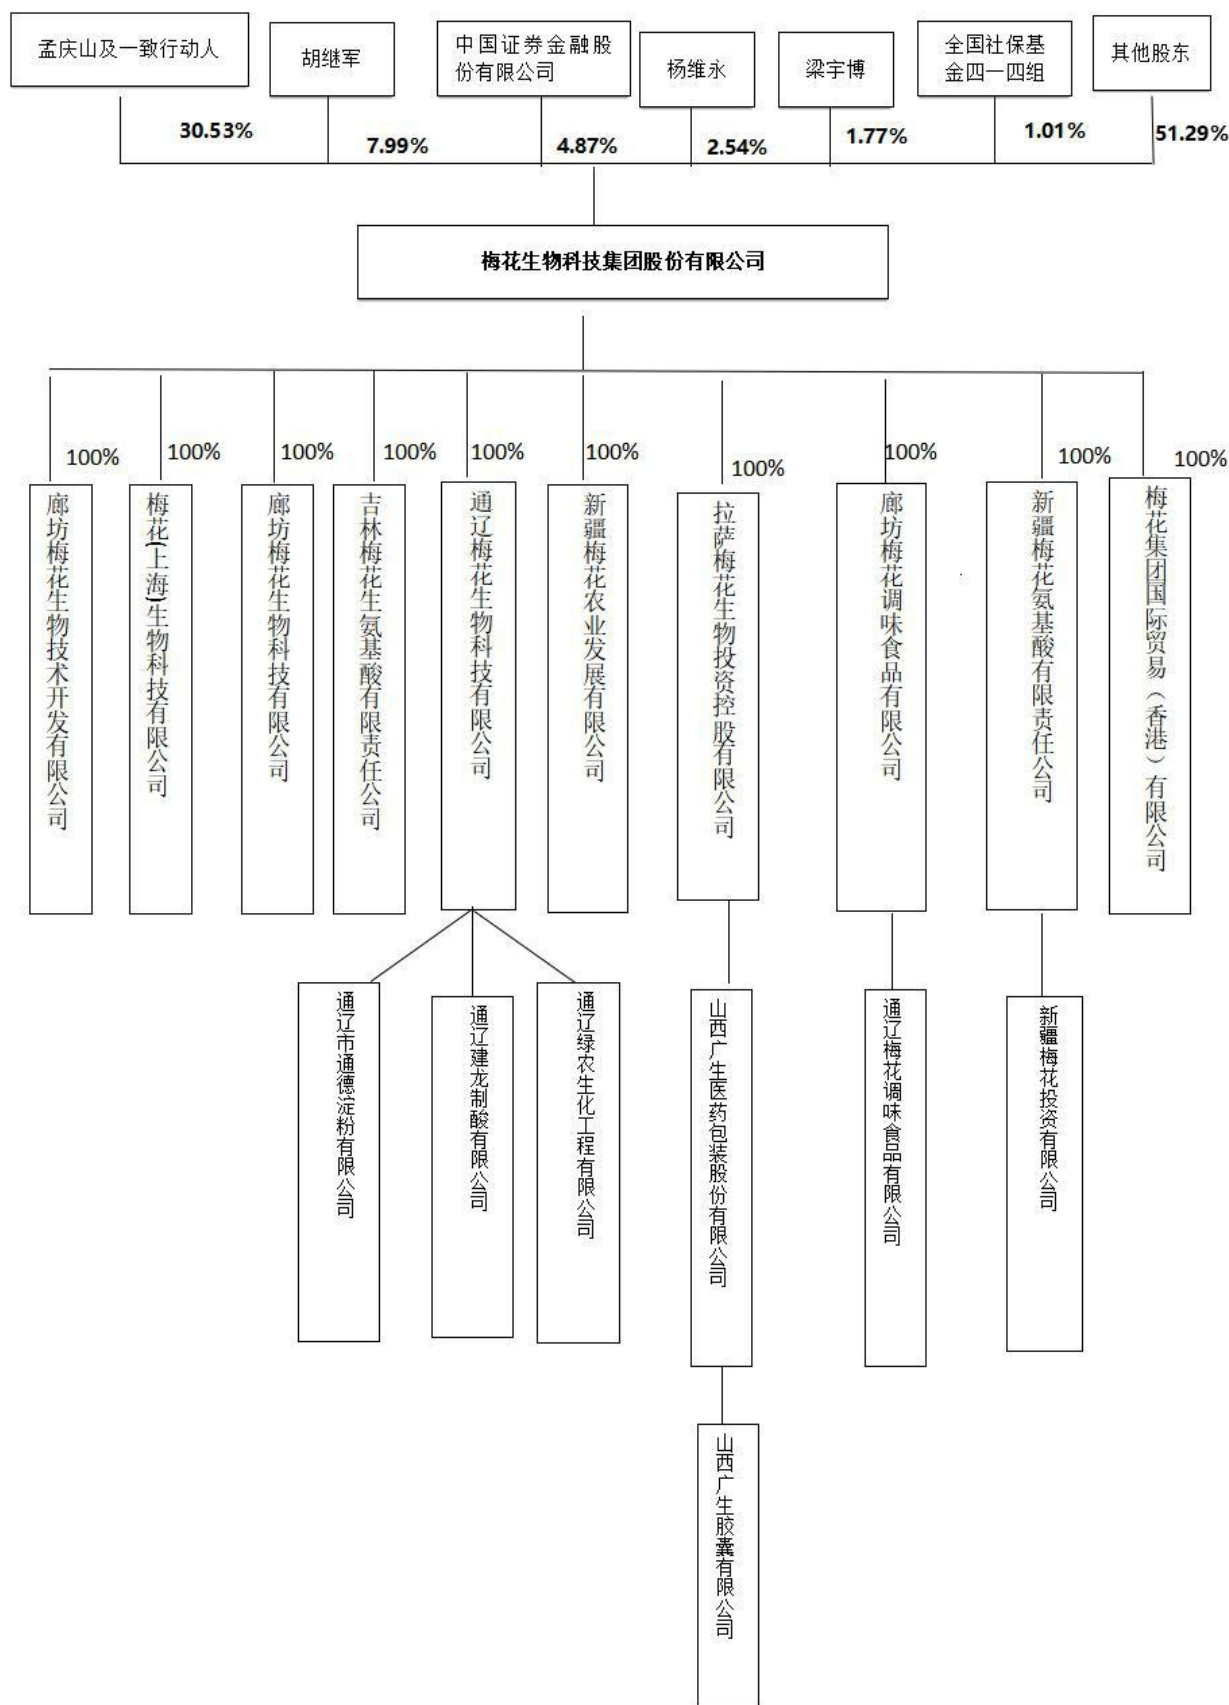 孟庆山及一致行动人
胡继军
中国证券金融股
份有限公司
杨维永
梁宇博
全国社保基
金四一四组
其他股东
30.53%
7.99%
4.87%
2.54%
1.77%
1.01%
51.29%
梅花生物科技集团股份有限公司
100%
100%
100%
100%
100%
100%
100%
100%
100%
100%
廊坊梅花生物技术开发有限公司
梅花(上海)生物科技有限公司
廊坊梅花生物科技有限公司
吉林梅花生氨基酸有限责任公司
通辽梅花生物科技有限公司
新疆梅花农业发展有限公司
拉萨梅花生物投资控股有限公司
廊坊梅花调味食品有限公司
新疆梅花氨基酸有限责任公司
梅花集团国际贸易（香港）有限公司
通辽市通德淀粉有限公司
通辽建龙制酸有限公司
通辽绿农生化工程有限公司
山西广生医药包装股份有限公司
通辽梅花调味食品有限公司
新疆梅花投资有限公司
山西广生胶囊有限公司